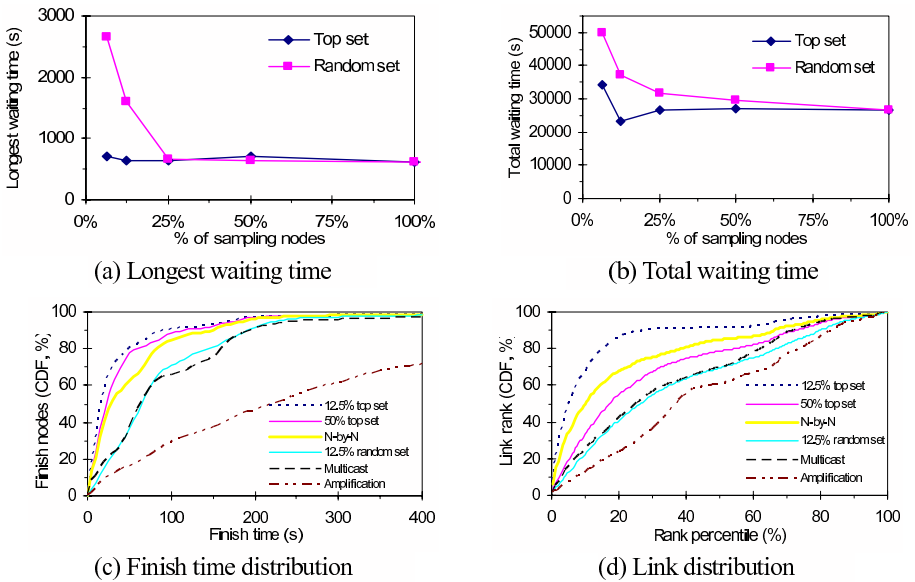 3000
2000
1000
0
Longest waiting time (s)
Top set
Random set
0%
25%
50%
75%
100%
% of sampling nodes
(a) Longest waiting time
50000
40000
30000
20000
10000
0
Total waiting time (s)
Top set
Random set
0%
25%
50%
75%
100%
% of sampling nodes
(b) Total waiting time
100
80
60
40
20
0
Finish nodes (CDF, %)
12.5% top set
50% top set
N-by-N
12.5% random set
Multicast
Amplification
0
100
200
300
400
Finish time (s)
(c) Finish time distribution
100
80
60
40
20
0
Link rank (CDF, %)
12.5% top set
50% top set
N-by-N
12.5% random set
Multicast
Amplification
0
20
40
60
80
100
Rank percentile (%)
(d) Link distribution